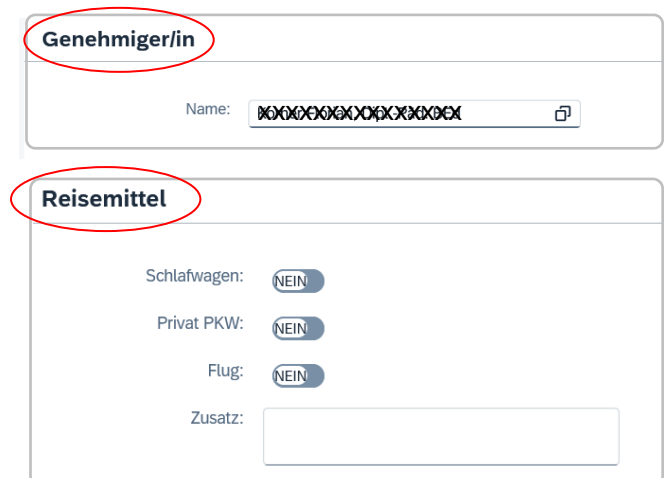 Genehmiger/in
Name:
Reisemittel
Schlafwagen:
NEIN
Privat PKW:
NEIN
Flug:
NEIN
Zusatz: